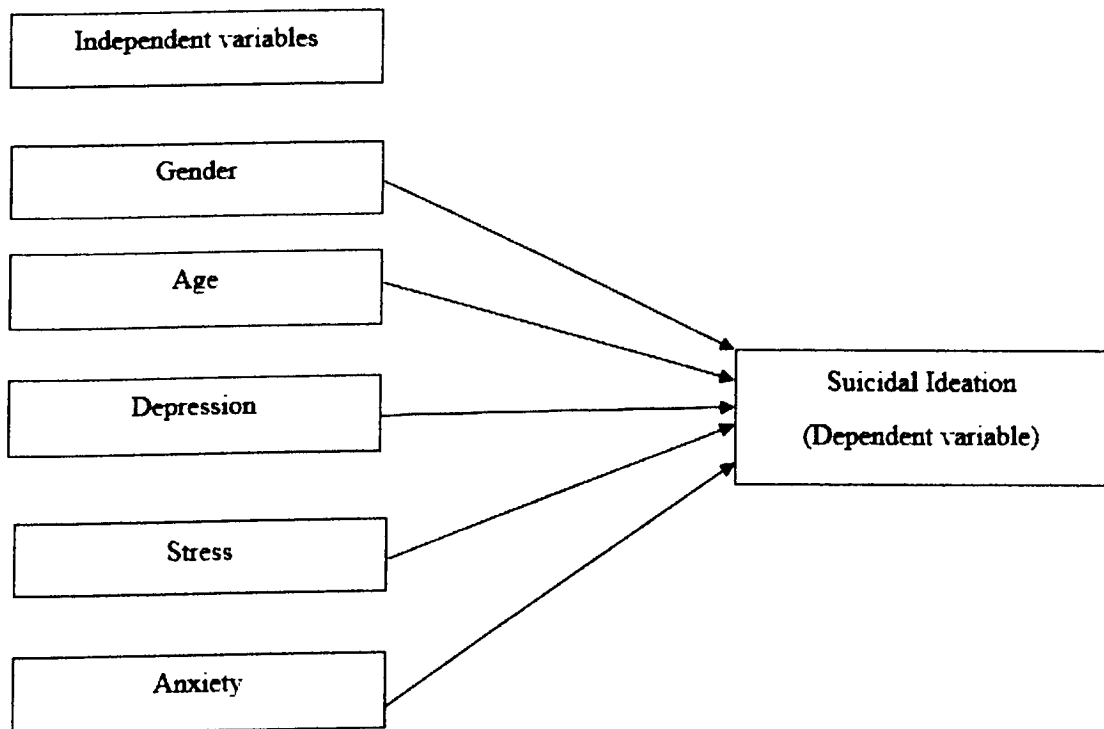 Independent variables
Gender
Age
Depression
Stress
Anxiety
Suicidal Ideation
(Dependent variable)